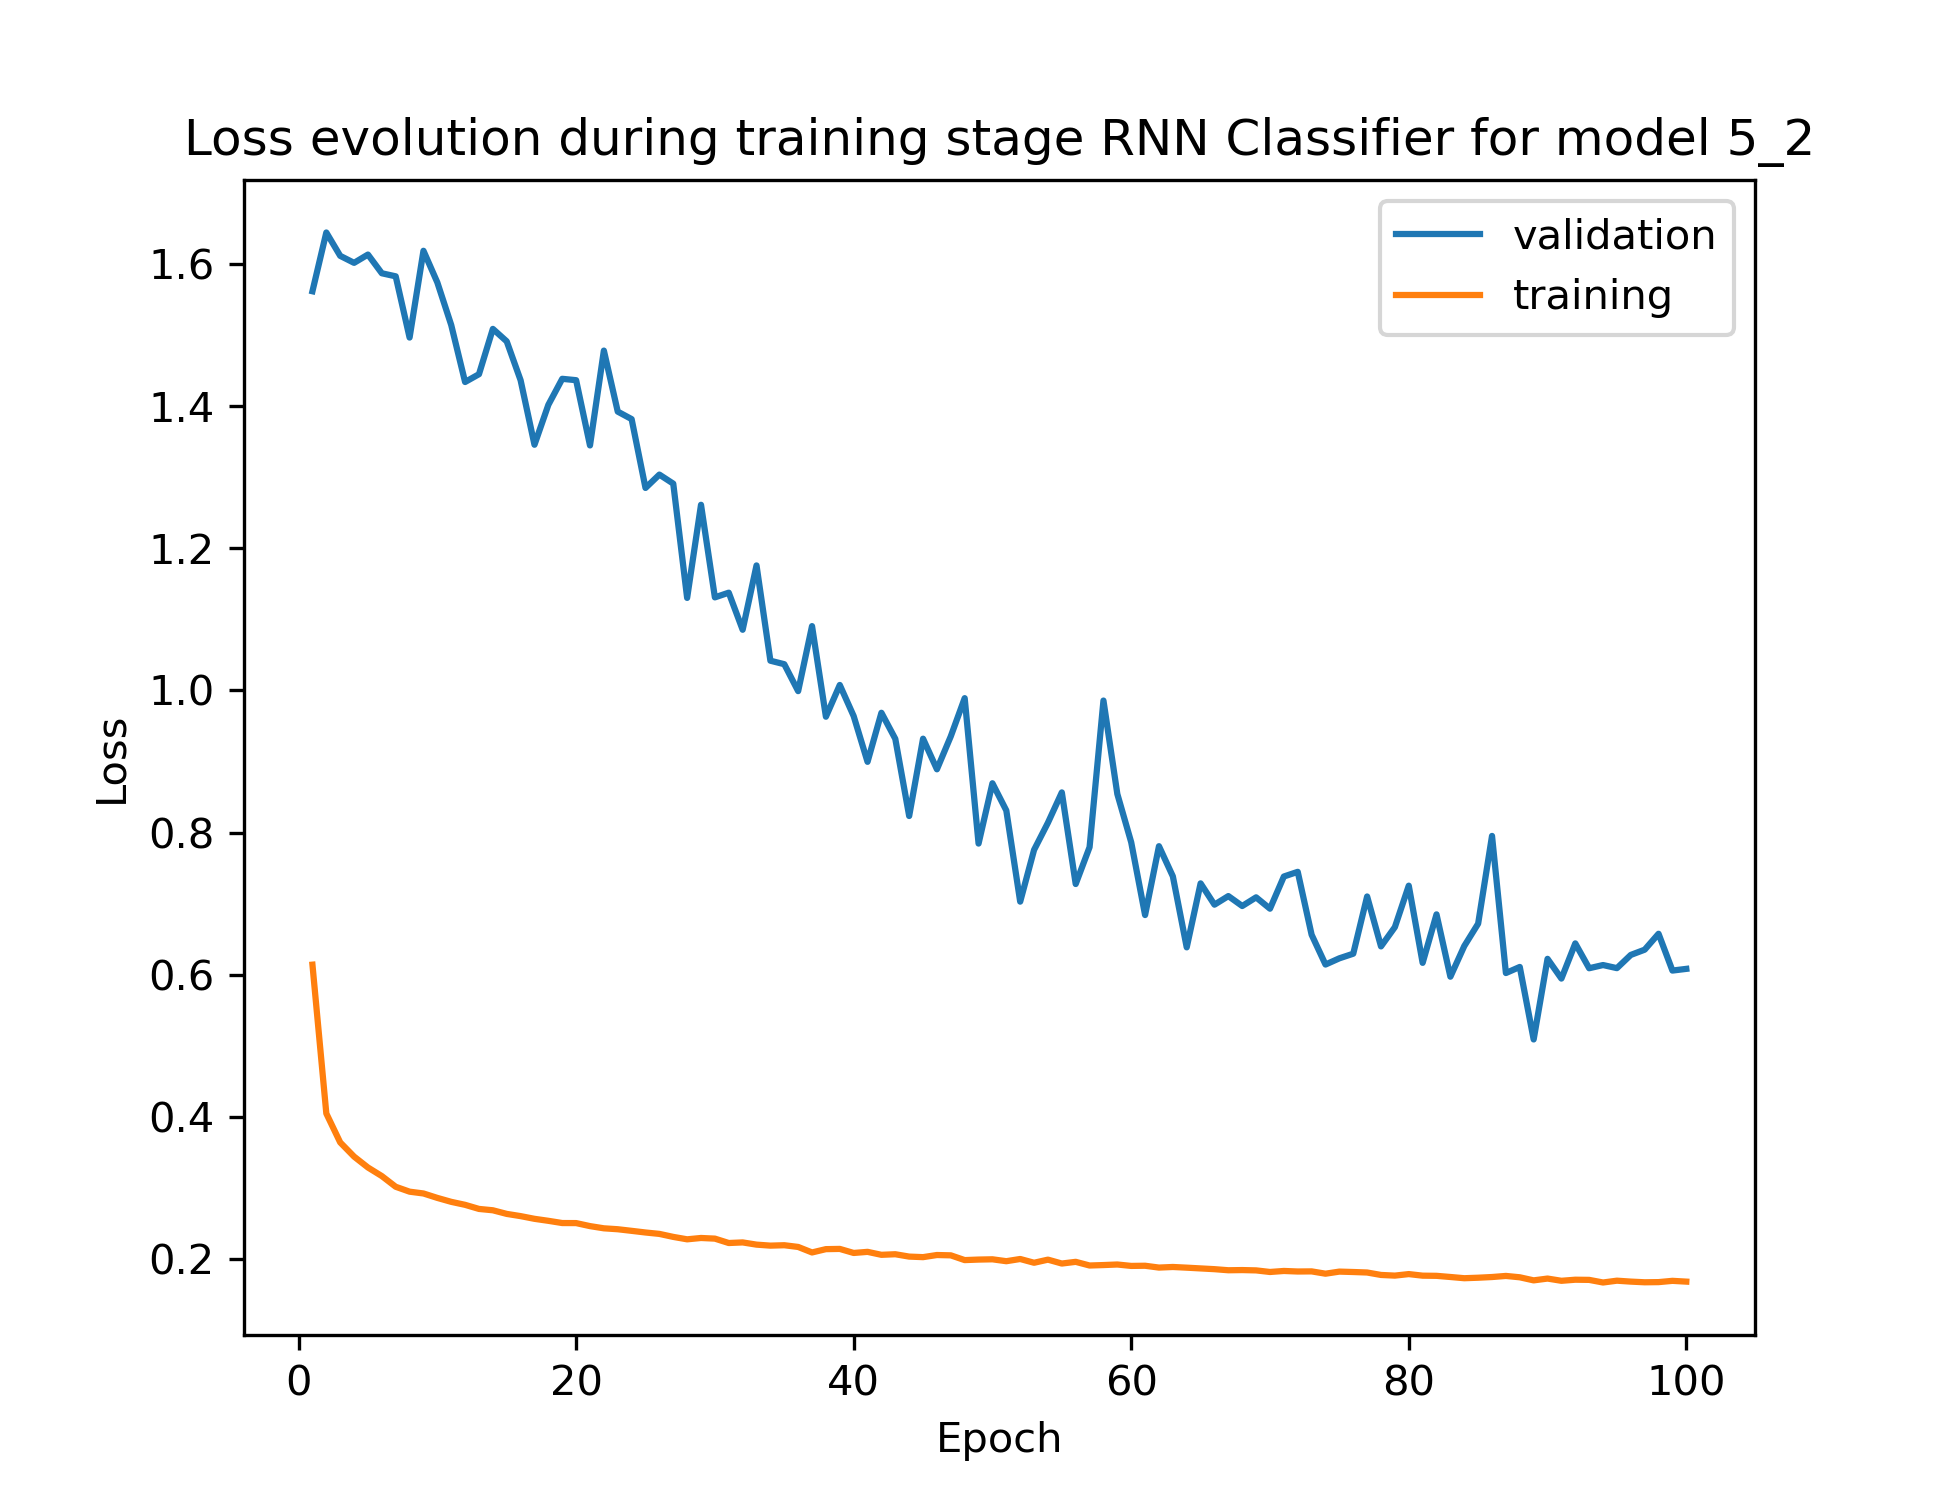 Loss evolution during training stage RNN Classifier for model 5_2
validation
training
1.6
1.4
1.2
1.0
0.8
0.6
0.4
0.2
Loss
0 20 40 60 80 100
Epoch